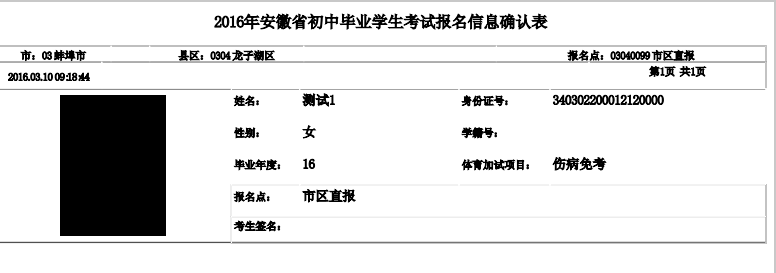 2016年安徽省初中毕业学生考试报名信息确认表
市：03 蚌埠市 县区：0304 龙子湖区 报名点：03040099 市区直报
2016.03.10 09:18:44 第1页 共1页
姓名： 测试1 身份证号： 340302200012120000
性别： 女 学籍号：
毕业年度： 16 体育加试项目： 伤病免考
报名点： 市区直报
考生签名：